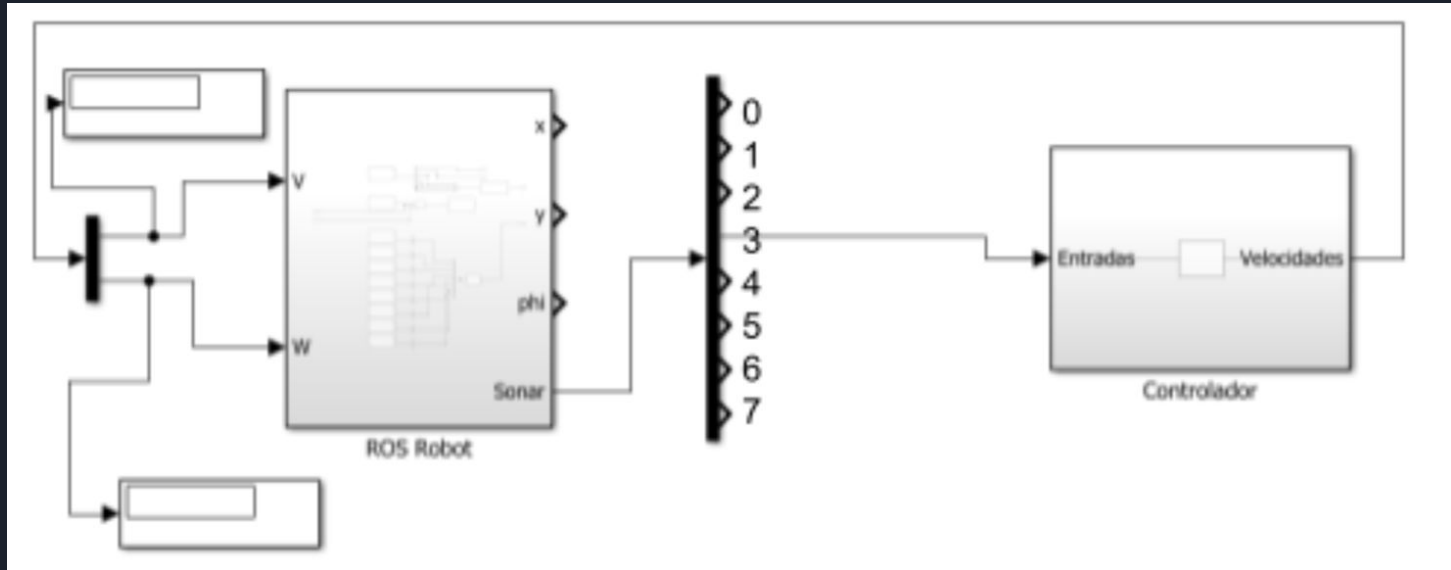 V
W
x
y
phi
Sonar
ROS Robot
0
1
2
3
4
5
6
7
Entradas
Velocidades
Controlador